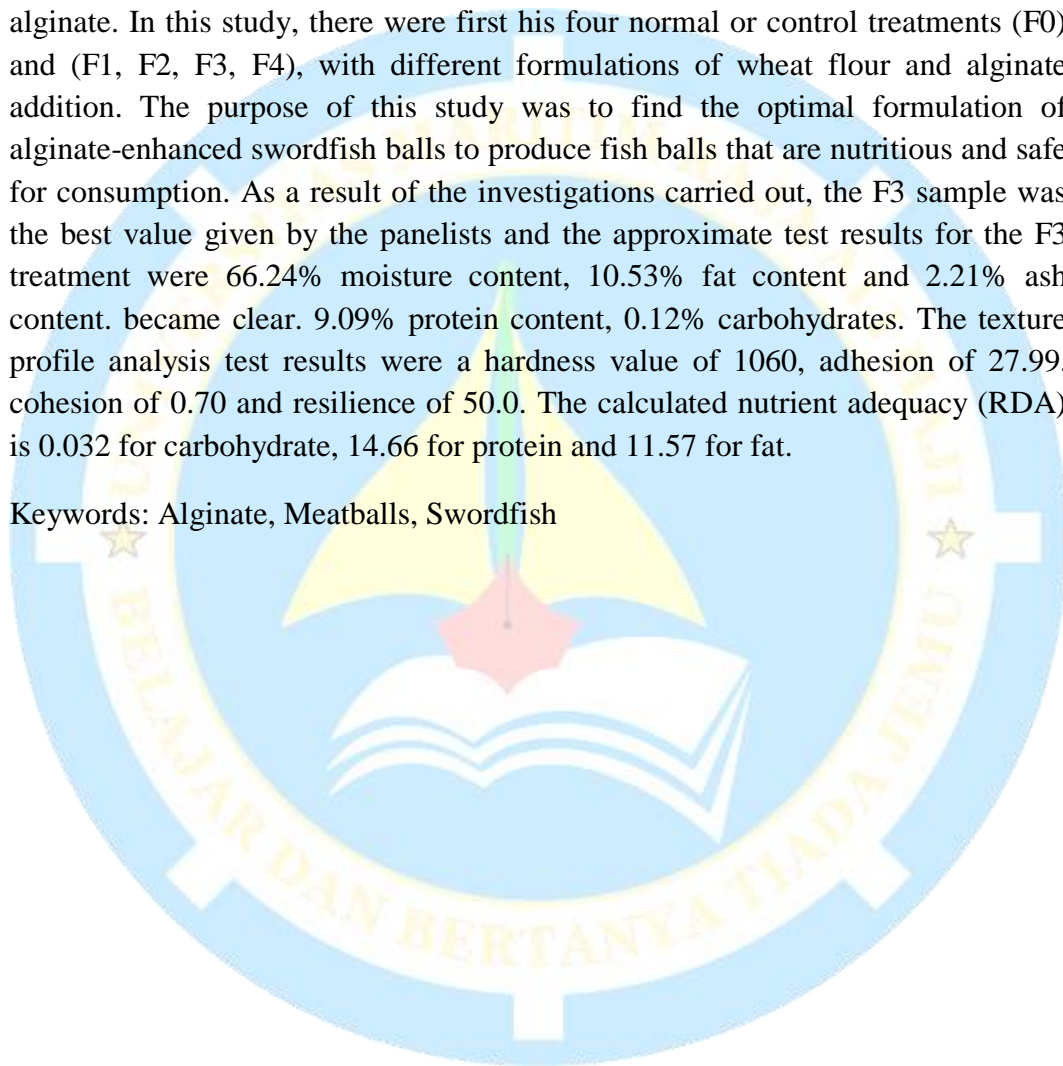 alginate. In this study, there were first his four normal or control treatments (F0)
and (F1, F2, F3, F4), with different formulations of wheat flour and alginate
addition. The purpose of this study was to find the optimal formulation of
alginate-enhanced swordfish balls to produce fish balls that are nutritious and safe
for consumption. As a result of the investigations carried out, the F3 sample was
the best value given by the panelists and the approximate test results for the F3
treatment were 66.24% moisture content, 10.53% fat content and 2.21% ash
content. became clear. 9.09% protein content, 0.12% carbohydrates. The texture
profile analysis test results were a hardness value of 1060, adhesion of 27.99,
cohesion of 0.70 and resilience of 50.0. The calculated nutrient adequacy (RDA)
is 0.032 for carbohydrate, 14.66 for protein and 11.57 for fat.
Keywords: Alginate, Meatballs, Swordfish
BELAJAR DAN BERTANYA TIADA JEMU